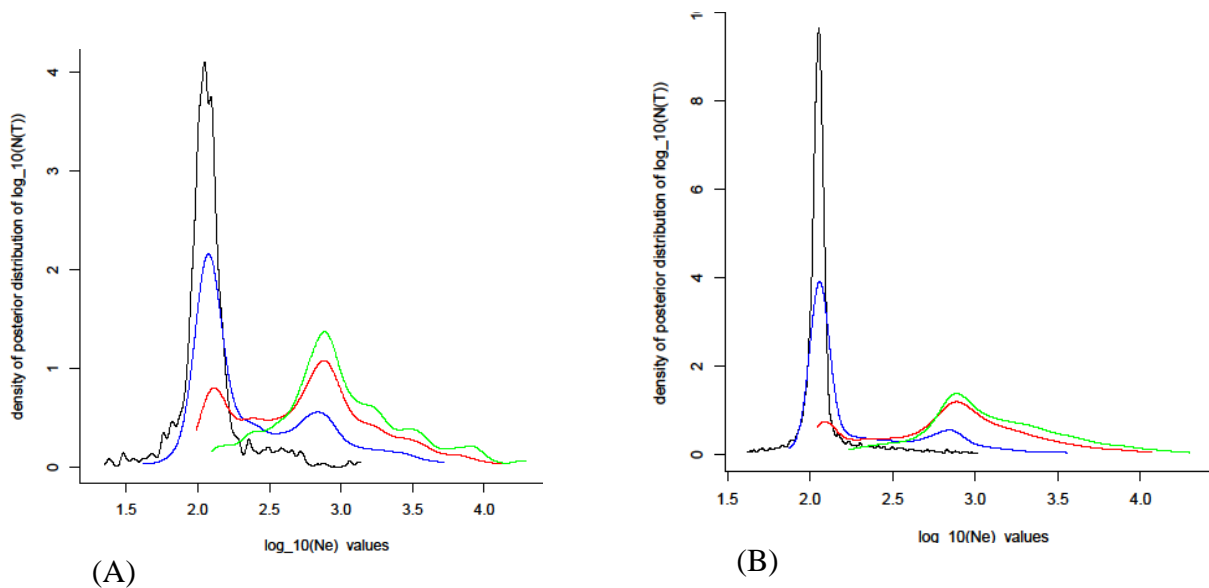 density of posterior distribution of log_10(N(T))
4
3
2
1
0
1.5 2.0 2.5 3.0 3.5 4.0
log_10(Ne) values
(A)
density of posterior distribution of log_10(N(T))
8
6
4
2
0
1.5 2.0 2.5 3.0 3.5 4.0
log_10(Ne) values
(B)